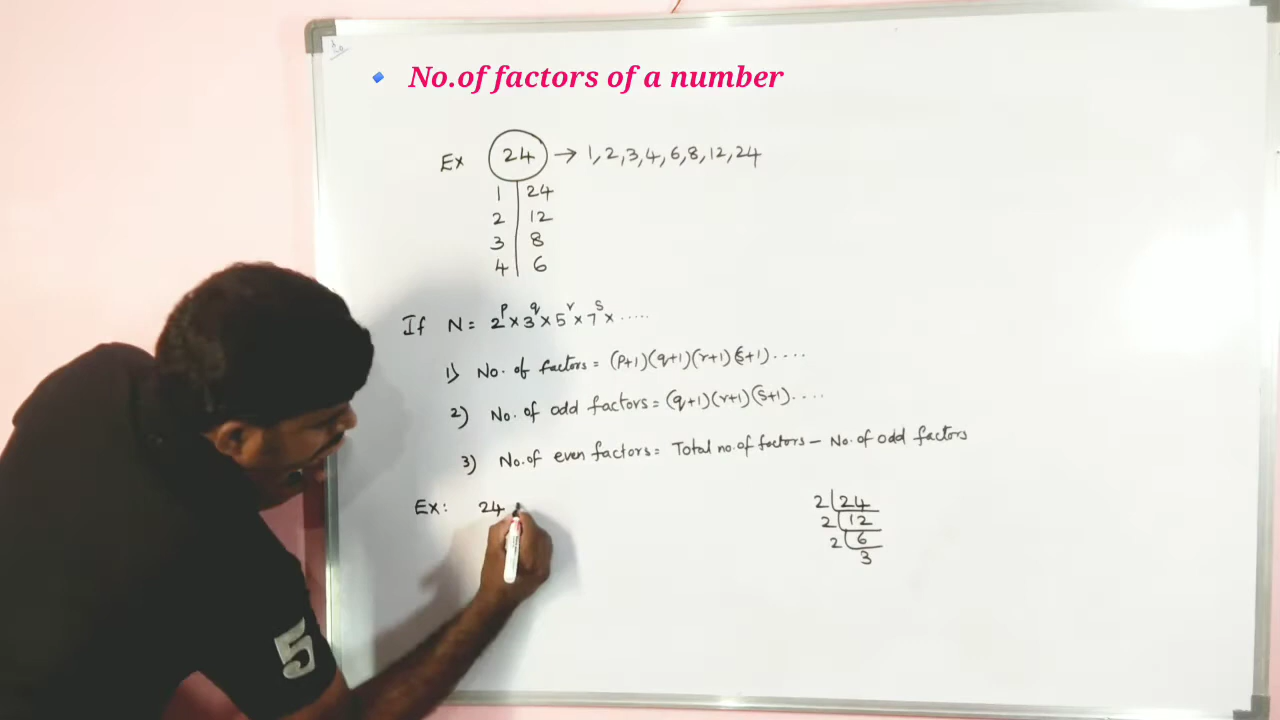 No.of factors of a number
Ex 24 → 1,2,3,4,6,8,12,24
1 24
2 12
3 8
4 6
If N = 2^p × 3^q × 5^r × 7^s × .....
1) No. of factors = (p+1)(q+1)(r+1)(s+1)....
2) No. of odd factors = (q+1)(r+1)(s+1)....
3) No.of even factors = Total no.of factors – No.of odd factors
Ex: 24
2 24
2 12
2 6
3
5